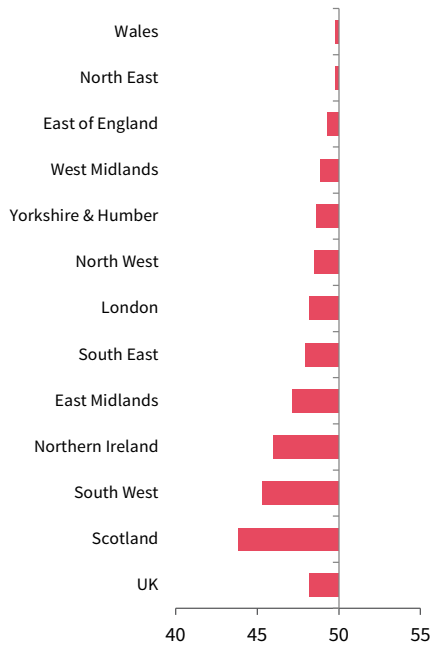 Wales
North East
East of England
West Midlands
Yorkshire & Humber
North West
London
South East
East Midlands
Northern Ireland
South West
Scotland
UK
40 45 50 55